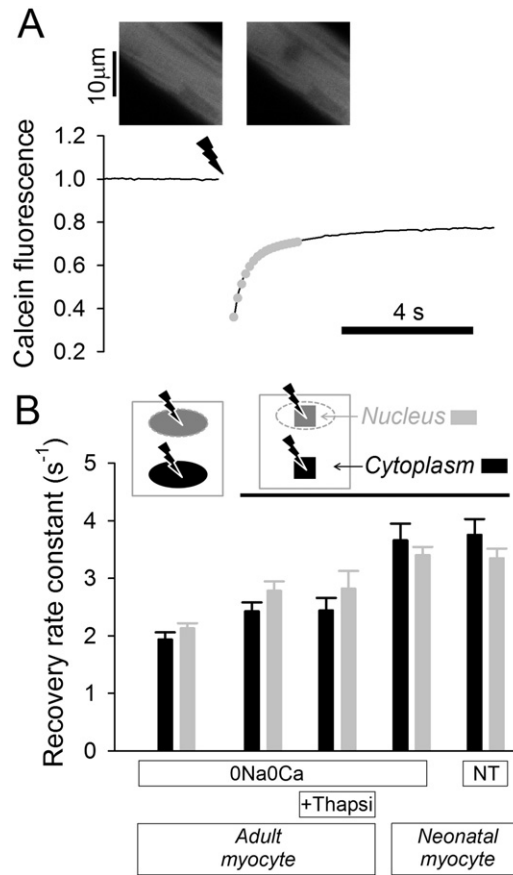 A
10μm
1.2
1.0
0.8
0.6
0.4
0.2
Calcein fluorescence
4 s
B
Nucleus
Cytoplasm
5
4
3
2
1
0
Recovery rate constant (s-1)
0Na0Ca
NT
+Thapsi
Adult
myocyte
Neonatal
myocyte